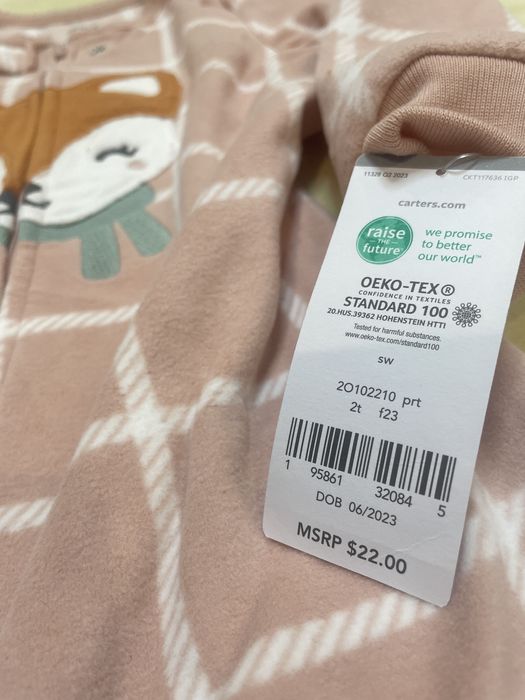 11328 Q2 2023 CKT117636 IGP
carters.com
raise
THE
future
we promise
to better
our world™
OEKO-TEX®
CONFIDENCE IN TEXTILES
STANDARD 100
20.HUS.39362 HOHENSTEIN HTTI
Tested for harmful substances.
www.oeko-tex.com/standard100
sw
2O102210 prt
2t f23
1 95861 32084 5
DOB 06/2023
MSRP $22.00